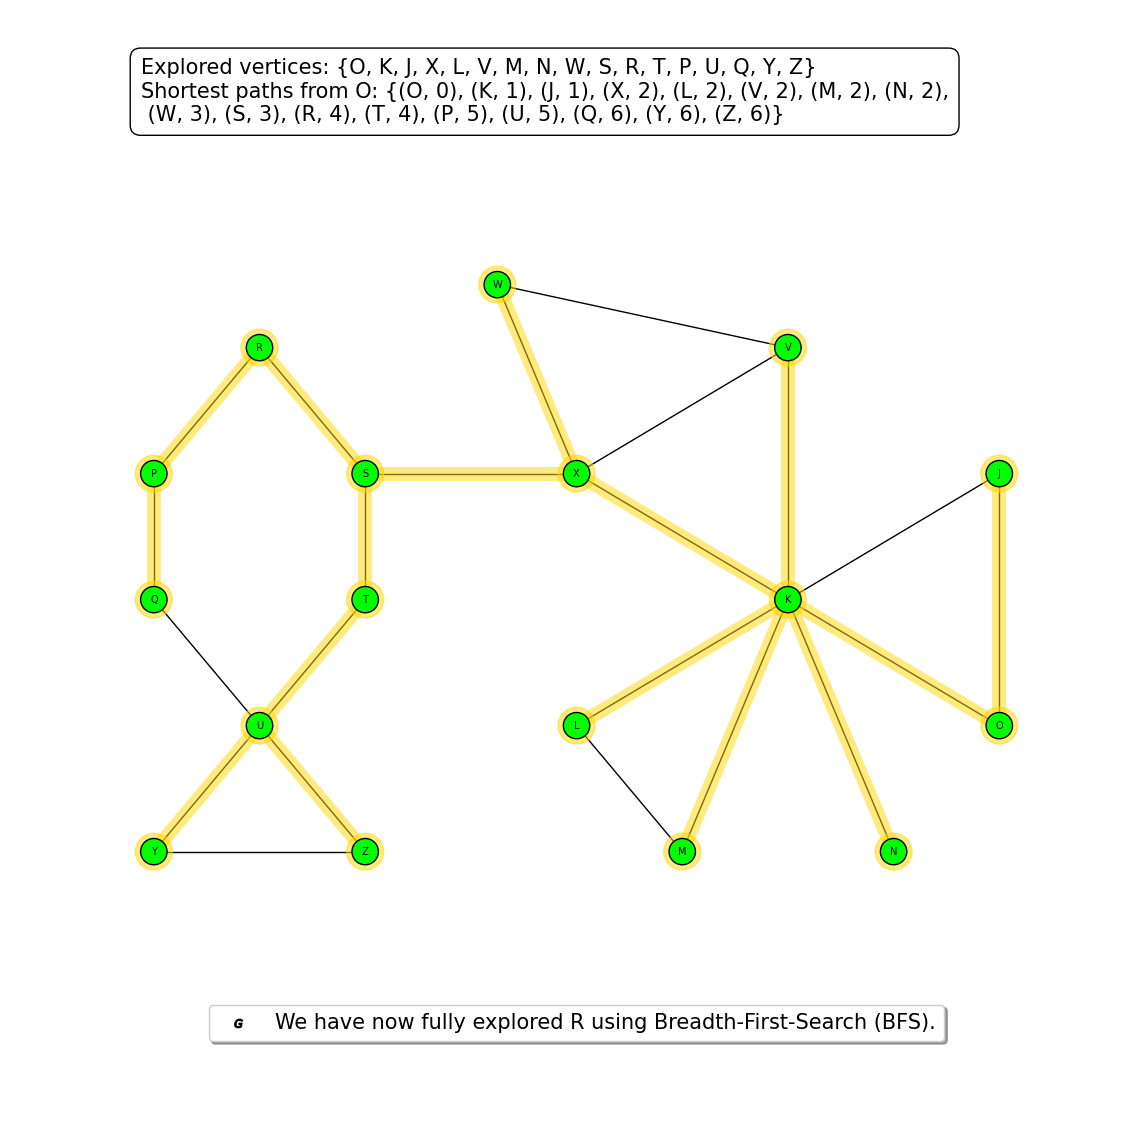 Explored vertices: {O, K, J, X, L, V, M, N, W, S, R, T, P, U, Q, Y, Z}
Shortest paths from O: {(O, 0), (K, 1), (J, 1), (X, 2), (L, 2), (V, 2), (M, 2), (N, 2),
(W, 3), (S, 3), (R, 4), (T, 4), (P, 5), (U, 5), (Q, 6), (Y, 6), (Z, 6)}
W
R
V
P
S
X
J
Q
T
K
U
L
O
Y
Z
M
N
G We have now fully explored R using Breadth-First-Search (BFS).